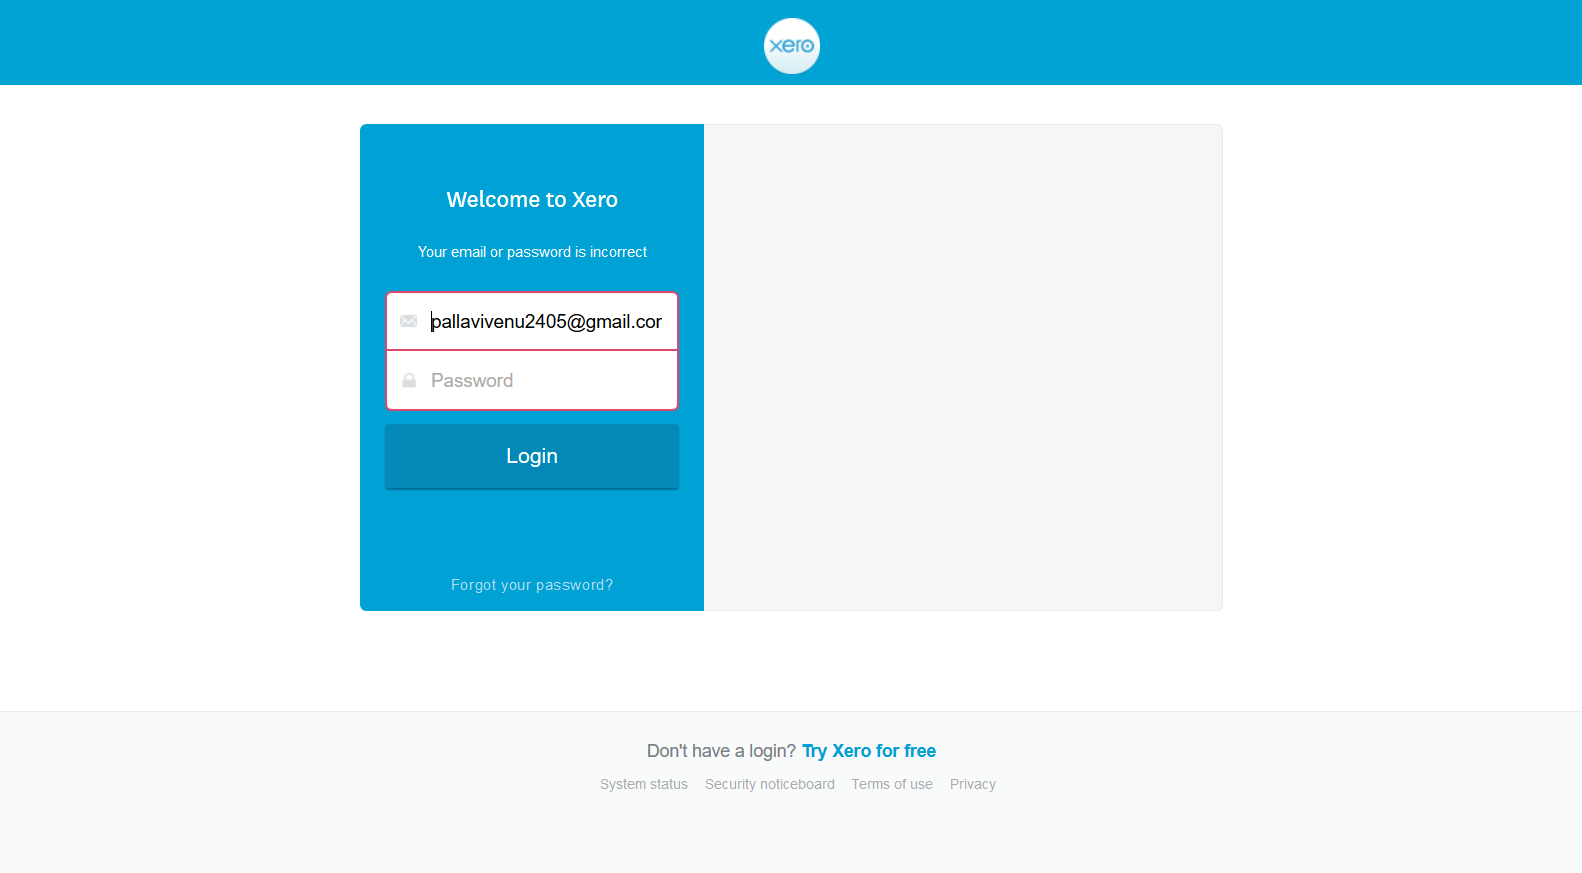 xero
Welcome to Xero
Your email or password is incorrect
pallavivenu2405@gmail.cor
Password
Login
Forgot your password?
Don't have a login? Try Xero for free
System status Security noticeboard Terms of use Privacy